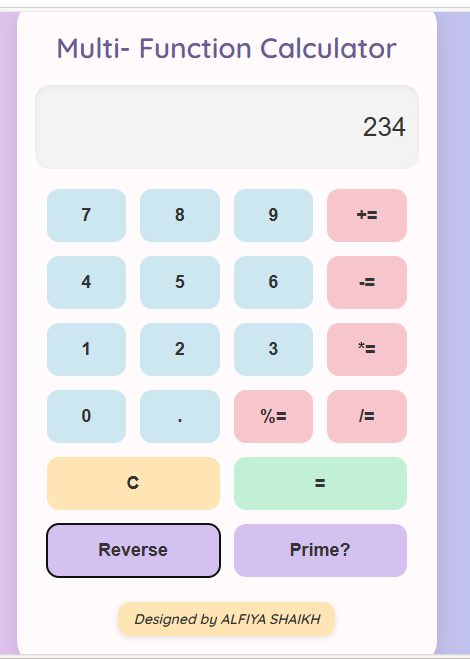 Multi- Function Calculator
234
7 8 9 +=
4 5 6 -=
1 2 3 *=
0 . %= /=
C =
Reverse Prime?
Designed by ALFIYA SHAIKH